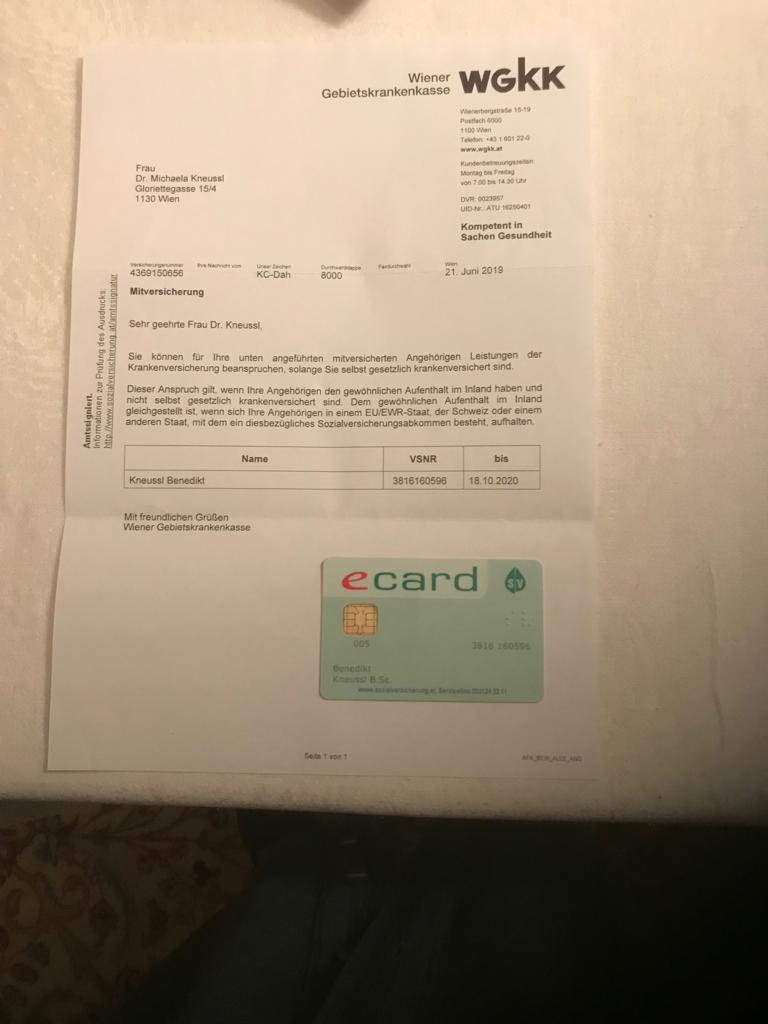 Wiener
Gebietskrankenkasse
WGKK
Wienerbergstraße 15-19
Postfach 6000
1100 Wien
Telefon: +43 1 601 22-0
www.wgkk.at
Kundenbetreuungszeiten:
Montag bis Freitag
von 7.00 bis 14.30 Uhr
DVR: 0023957
UID-Nr.: ATU 16250401
Kompetent in
Sachen Gesundheit
Frau
Dr. Michaela Kneussl
Gloriettegasse 15/4
1130 Wien
Versicherungsnummer Ihre Nachricht vom Unser Zeichen Durchwahlklappe Faxdurchwahl Wien,
4369150656 KC-Dah 8000 21. Juni 2019
Amtssigniert.
Informationen zur Prüfung des Ausdrucks:
http://www.sozialversicherung.at/amtssignatur
Mitversicherung
Sehr geehrte Frau Dr. Kneussl,
Sie können für Ihre unten angeführten mitversicherten Angehörigen Leistungen der
Krankenversicherung beanspruchen, solange Sie selbst gesetzlich krankenversichert sind.
Dieser Anspruch gilt, wenn Ihre Angehörigen den gewöhnlichen Aufenthalt im Inland haben und
nicht selbst gesetzlich krankenversichert sind. Dem gewöhnlichen Aufenthalt im Inland
gleichgestellt ist, wenn sich Ihre Angehörigen in einem EU/EWR-Staat, der Schweiz oder einem
anderen Staat, mit dem ein diesbezügliches Sozialversicherungsabkommen besteht, aufhalten.
Name VSNR bis
Kneussl Benedikt 3816160596 18.10.2020
Mit freundlichen Grüßen
Wiener Gebietskrankenkasse
ecard SV
005 3816 160596
Benedikt
Kneussl B.Sc.
www.sozialversicherung.at, Serviceline 050124 33 11
Seite 1 von 1